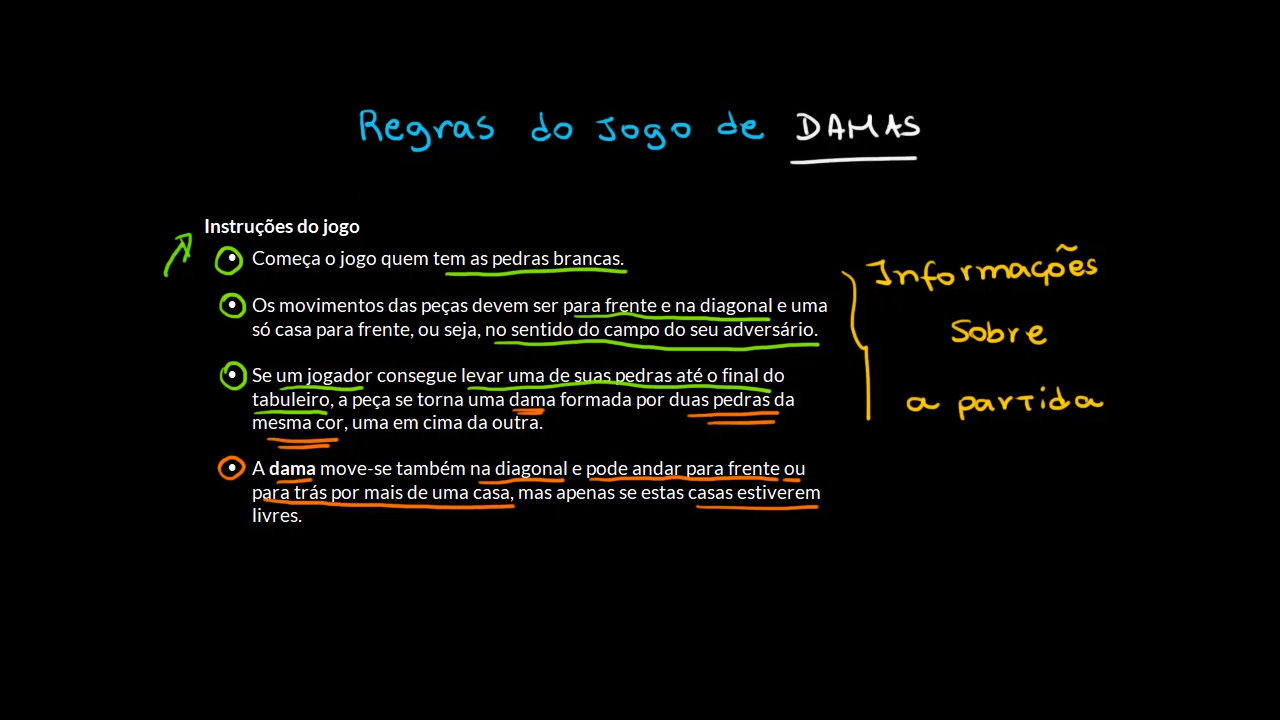 Regras do Jogo de DAMAS
Instruções do jogo
• Começa o jogo quem tem as pedras brancas.
• Os movimentos das peças devem ser para frente e na diagonal e uma
só casa para frente, ou seja, no sentido do campo do seu adversário.
• Se um jogador consegue levar uma de suas pedras até o final do
tabuleiro, a peça se torna uma dama formada por duas pedras da
mesma cor, uma em cima da outra.
• A dama move-se também na diagonal e pode andar para frente ou
para trás por mais de uma casa, mas apenas se estas casas estiverem
livres.
Informações
Sobre
a partida